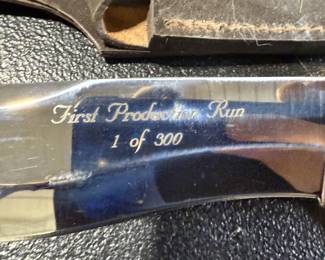 First Production Run
1 of 300